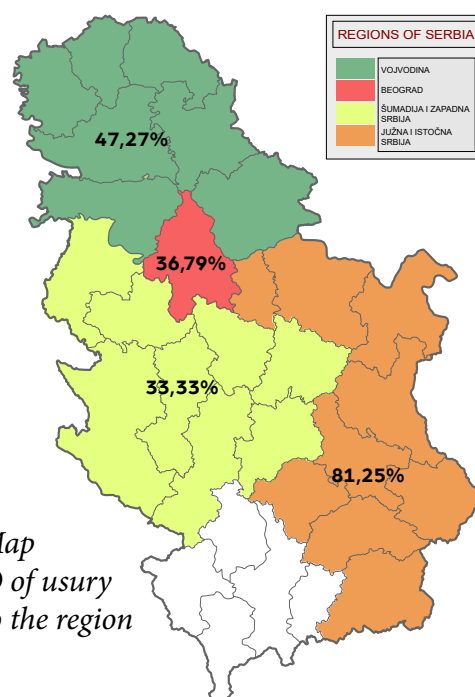 REGIONS OF SERBIA
VOJVODINA
BEOGRAD
ŠUMADIJA I ZAPADNA
SRBIJA
JUŽNA I ISTOČNA
SRBIJA
47,27%
36,79%
33,33%
81,25%
of usury
the region